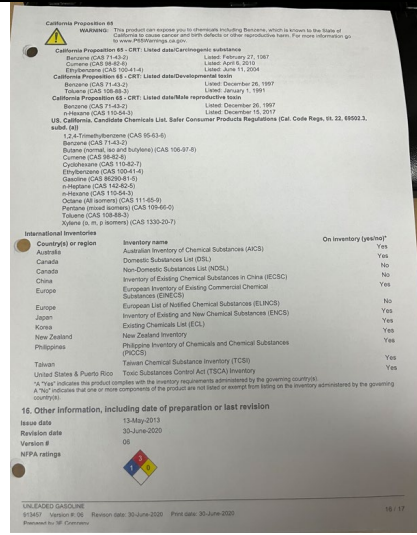 California Proposition 65
WARNING: This product can expose you to chemicals including Benzene, which is known to the State of
California to cause cancer and birth defects or other reproductive harm. For more information go
to www.P65Warnings.ca.gov.
California Proposition 65 - CRT: Listed date/Carcinogenic substance
Benzene (CAS 71-43-2) Listed: February 27, 1987
Cumene (CAS 98-82-8) Listed: April 6, 2010
Ethylbenzene (CAS 100-41-4) Listed: June 11, 2004
California Proposition 65 - CRT: Listed date/Developmental toxin
Benzene (CAS 71-43-2) Listed: December 26, 1997
Toluene (CAS 108-88-3) Listed: January 1, 1991
California Proposition 65 - CRT: Listed date/Male reproductive toxin
Benzene (CAS 71-43-2) Listed: December 26, 1997
n-Hexane (CAS 110-54-3) Listed: December 15, 2017
US. California. Candidate Chemicals List. Safer Consumer Products Regulations (Cal. Code Regs, tit. 22, 69502.3,
subd. (a))
1,2,4-Trimethylbenzene (CAS 95-63-6)
Benzene (CAS 71-43-2)
Butane (normal, iso and butylene) (CAS 106-97-8)
Cumene (CAS 98-82-8)
Cyclohexane (CAS 110-82-7)
Ethylbenzene (CAS 100-41-4)
Gasoline (CAS 86290-81-5)
n-Heptane (CAS 142-82-5)
n-Hexane (CAS 110-54-3)
Octane (All isomers) (CAS 111-65-9)
Pentane (mixed isomers) (CAS 109-66-0)
Toluene (CAS 108-88-3)
Xylene (o, m, p isomers) (CAS 1330-20-7)
International Inventories
Country(s) or region Inventory name On inventory (yes/no)*
Australia Australian Inventory of Chemical Substances (AICS) Yes
Canada Domestic Substances List (DSL) Yes
Canada Non-Domestic Substances List (NDSL) No
China Inventory of Existing Chemical Substances in China (IECSC) No
Europe European Inventory of Existing Commercial Chemical Yes
Substances (EINECS)
Europe European List of Notified Chemical Substances (ELINCS) No
Japan Inventory of Existing and New Chemical Substances (ENCS) Yes
Korea Existing Chemicals List (ECL) Yes
New Zealand New Zealand Inventory Yes
Philippines Philippine Inventory of Chemicals and Chemical Substances Yes
(PICCS)
Taiwan Taiwan Chemical Substance Inventory (TCSI) Yes
United States & Puerto Rico Toxic Substances Control Act (TSCA) Inventory Yes
*A "Yes" indicates this product complies with the inventory requirements administered by the governing country(s).
A "No" indicates that one or more components of the product are not listed or exempt from listing on the inventory administered by the governing
country(s).
16. Other information, including date of preparation or last revision
Issue date 13-May-2013
Revision date 30-June-2020
Version # 06
NFPA ratings
3
1 0
UNLEADED GASOLINE
Version #: 06 Revision date: 30-June-2020 Print date: 30-June-2020 16 / 17
Prepared by